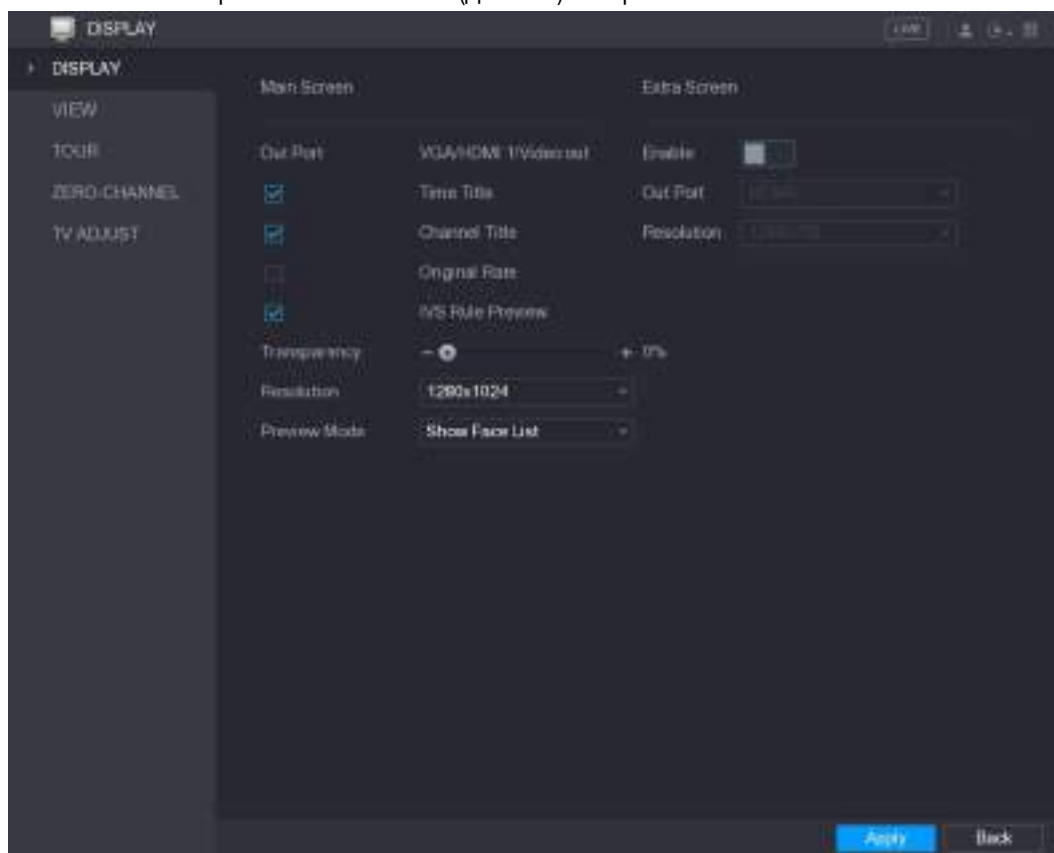 (
DISPLAY
LIVE
DISPLAY
VIEW
TOUR
ZERO-CHANNEL
TV ADJUST
Main Screen
Extra Screen
Out Port
VGA/HDMI 1/Video out
Enable
Time Title
Out Port
Channel Title
Resolution
Original Rate
IVS Rule Preview
Transparency
- + 0%
Resolution
1280x1024
Preview Mode
Show Face List
Apply
Back